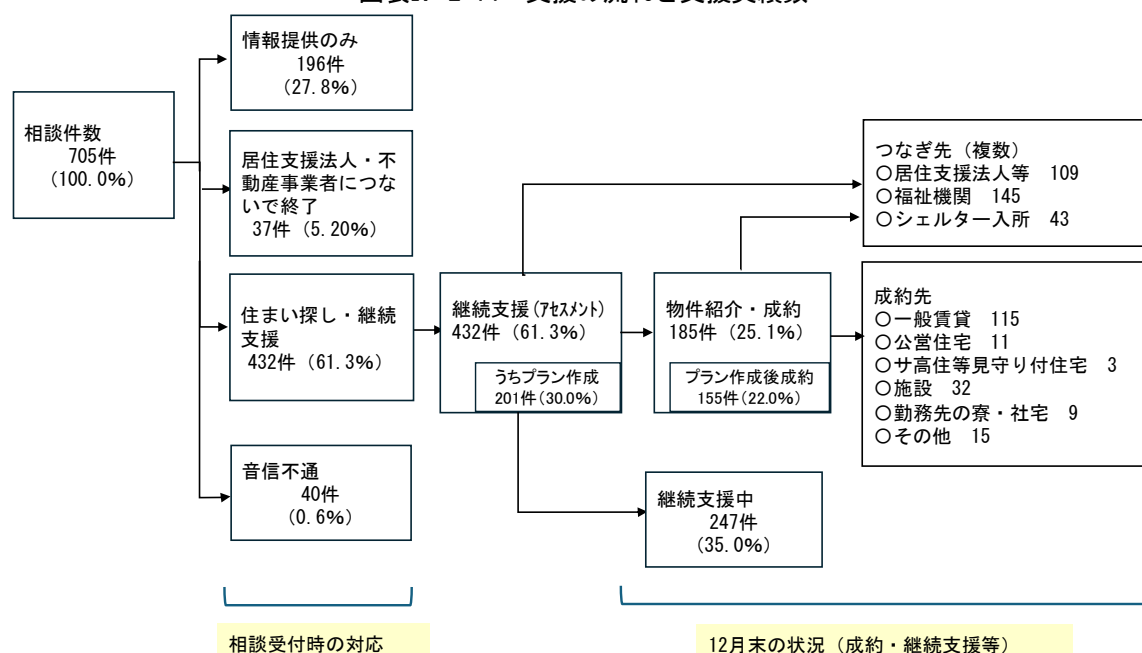 情報提供のみ
196件
(27.8%)
相談件数
705件
(100.0%)
居住支援法人・不
動産事業者につな
いで終了
37件 (5.20%)
住まい探し・継続
支援
432件 (61.3%)
音信不通
40件
(0.6%)
継続支援(ｱｾｽﾒﾝﾄ)
432件 (61.3%)
うちプラン作成
201件(30.0%)
物件紹介・成約
185件 (25.1%)
プラン作成後成約
155件(22.0%)
継続支援中
247件
(35.0%)
つなぎ先 (複数)
○居住支援法人等 109
○福祉機関 145
○シェルター入所 43
成約先
○一般賃貸 115
○公営住宅 11
○サ高住等見守り付住宅 3
○施設 32
○勤務先の寮・社宅 9
○その他 15
相談受付時の対応
12月末の状況 (成約・継続支援等)